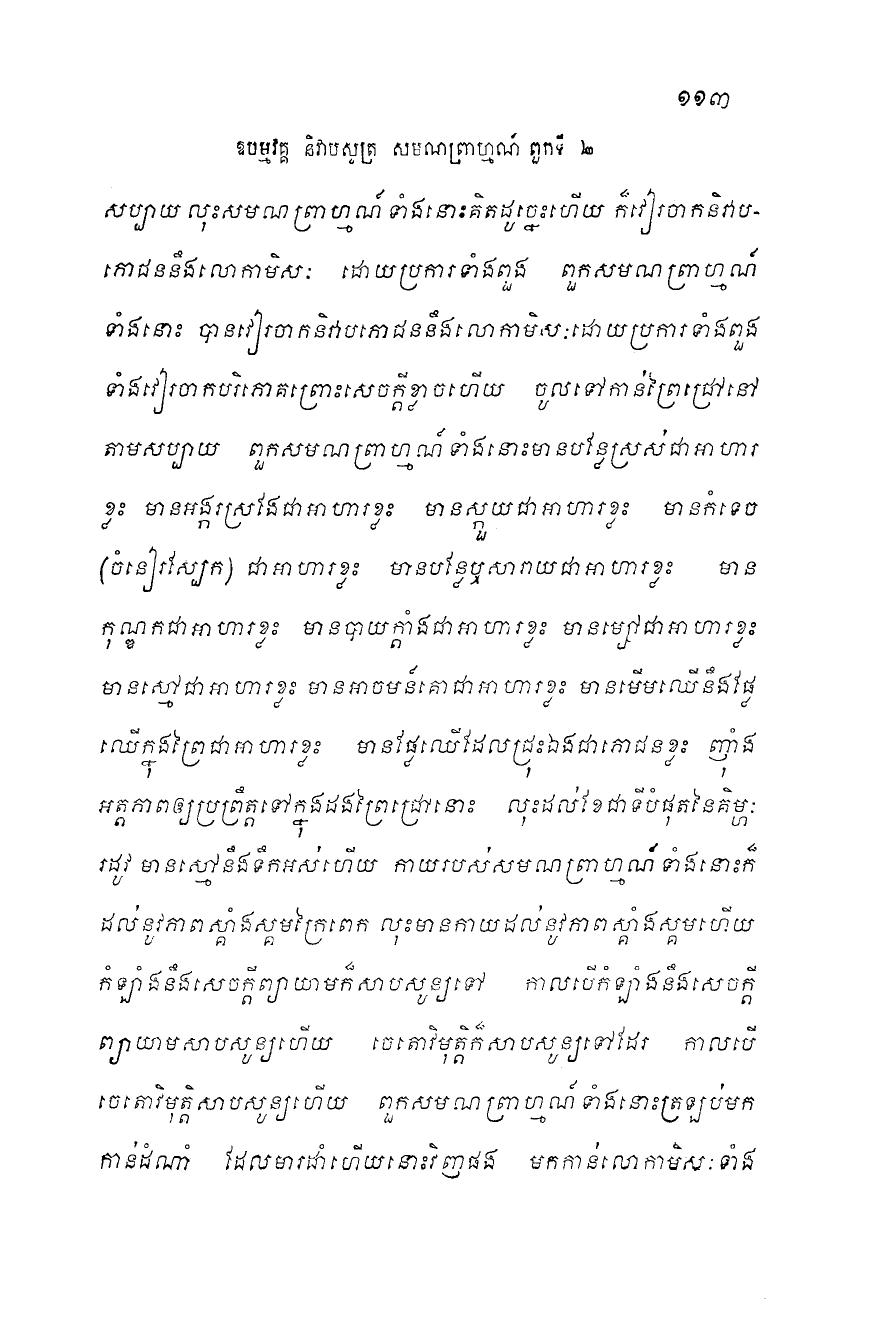 ១១៣
ឱបម្មវគ្គ និវាបសូត្រ សមណព្រាហ្មណ៍ ពួកទី ២
សប្បាយ លុះសមណព្រាហ្មណ៍ ទាំងនោះគិតដូច្នេះហើយ ក៏វៀរចាកនិវាប-
ភោជននឹងលោកាមិសៈ ដោយប្រការទាំងពួង ពួកសមណព្រាហ្មណ៍
ទាំងនោះ បានវៀរចាកនិវាបភោជននឹងលោកាមិសៈដោយប្រការទាំងពួង
ទាំងវៀរចាកបរិភោគព្រោះសេចក្តីខ្លាចហើយ ចូលទៅកាន់ព្រៃជ្រៅនៅ
តាមសប្បាយ ពួកសមណព្រាហ្មណ៍ ទាំងនោះមានបន្លែស្រស់ជាអាហារ
ខ្លះ មានអង្ករស្រងែជាអាហារខ្លះ មានស្កួយជាអាហារខ្លះ មានកំទេច
(ចំនៀរស្បែក) ជាអាហារខ្លះ មានបន្លែឬសារាយជាអាហារខ្លះ មាន
កុណ្ឌកជាអាហារខ្លះ មានបាយក្តាំងជាអាហារខ្លះ មានម្សៅជាអាហារខ្លះ
មានស្មៅជាអាហារខ្លះ មានអាចមន៍គោជាអាហារខ្លះ មានមើមឈើនឹងផ្លែ
ឈើក្នុងព្រៃជាអាហារខ្លះ មានផ្លែឈើដែលជ្រុះឯងជាភោជនខ្លះ ញ៉ាំង
អត្តភាពឲ្យប្រព្រឹត្តទៅក្នុងដងព្រៃជ្រៅនោះ លុះដល់ខែជាទីបំផុតនៃគិម្ហៈ
រដូវ មានស្មៅនឹងទឹកអស់ហើយ កាយរបស់សមណព្រាហ្មណ៍ ទាំងនោះក៏
ដល់នូវភាពស្គាំងស្គមក្រៃពេក លុះមានកាយដល់នូវភាពស្គាំងស្គមហើយ
កំឡាំងនឹងសេចក្តីព្យាយាមក៏សាបសូន្យទៅ កាលបើកំឡាំងនឹងសេចក្តី
ព្យាយាមសាបសូន្យហើយ ចេតោវិមុត្តិក៏សាបសូន្យទៅដែរ កាលបើ
ចេតោវិមុត្តិសាបសូន្យហើយ ពួកសមណព្រាហ្មណ៍ ទាំងនោះត្រឡប់មក
កាន់ដំណាំ ដែលមារដាំហើយនោះវិញផង មកកាន់លោកាមិសៈទាំង